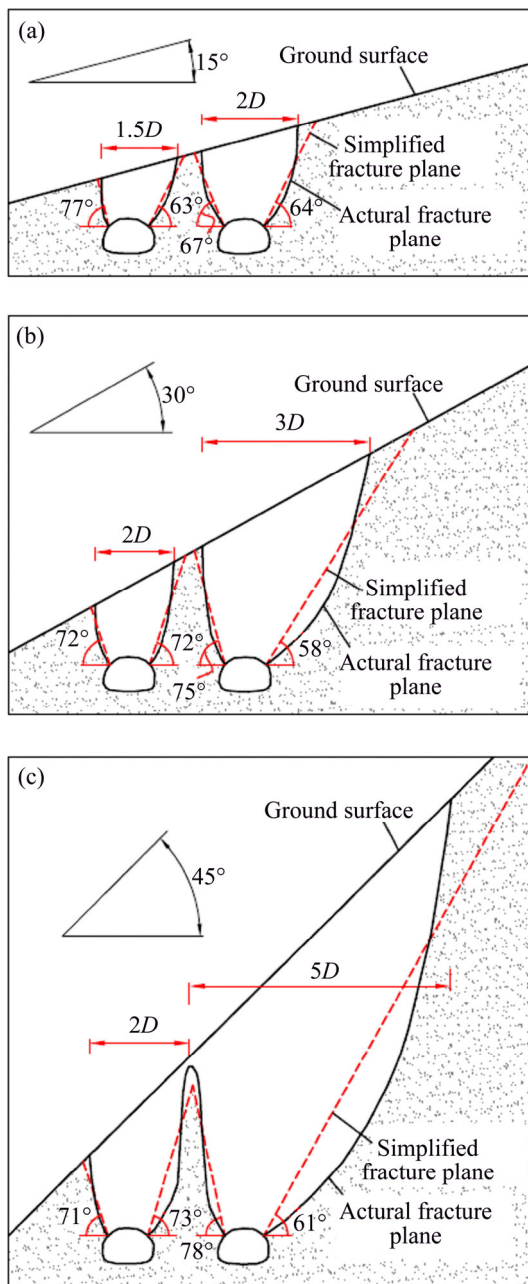 (a)
15°
Ground surface
2D
1.5D
Simplified
fracture plane
Actural fracture
plane
77°
63°
67°
64°
(b)
30°
Ground surface
3D
2D
Simplified
fracture plane
Actural fracture
plane
72°
72°
75°
58°
(c)
Ground surface
45°
5D
2D
Simplified
fracture plane
Actural fracture
plane
71°
73°
78°
61°